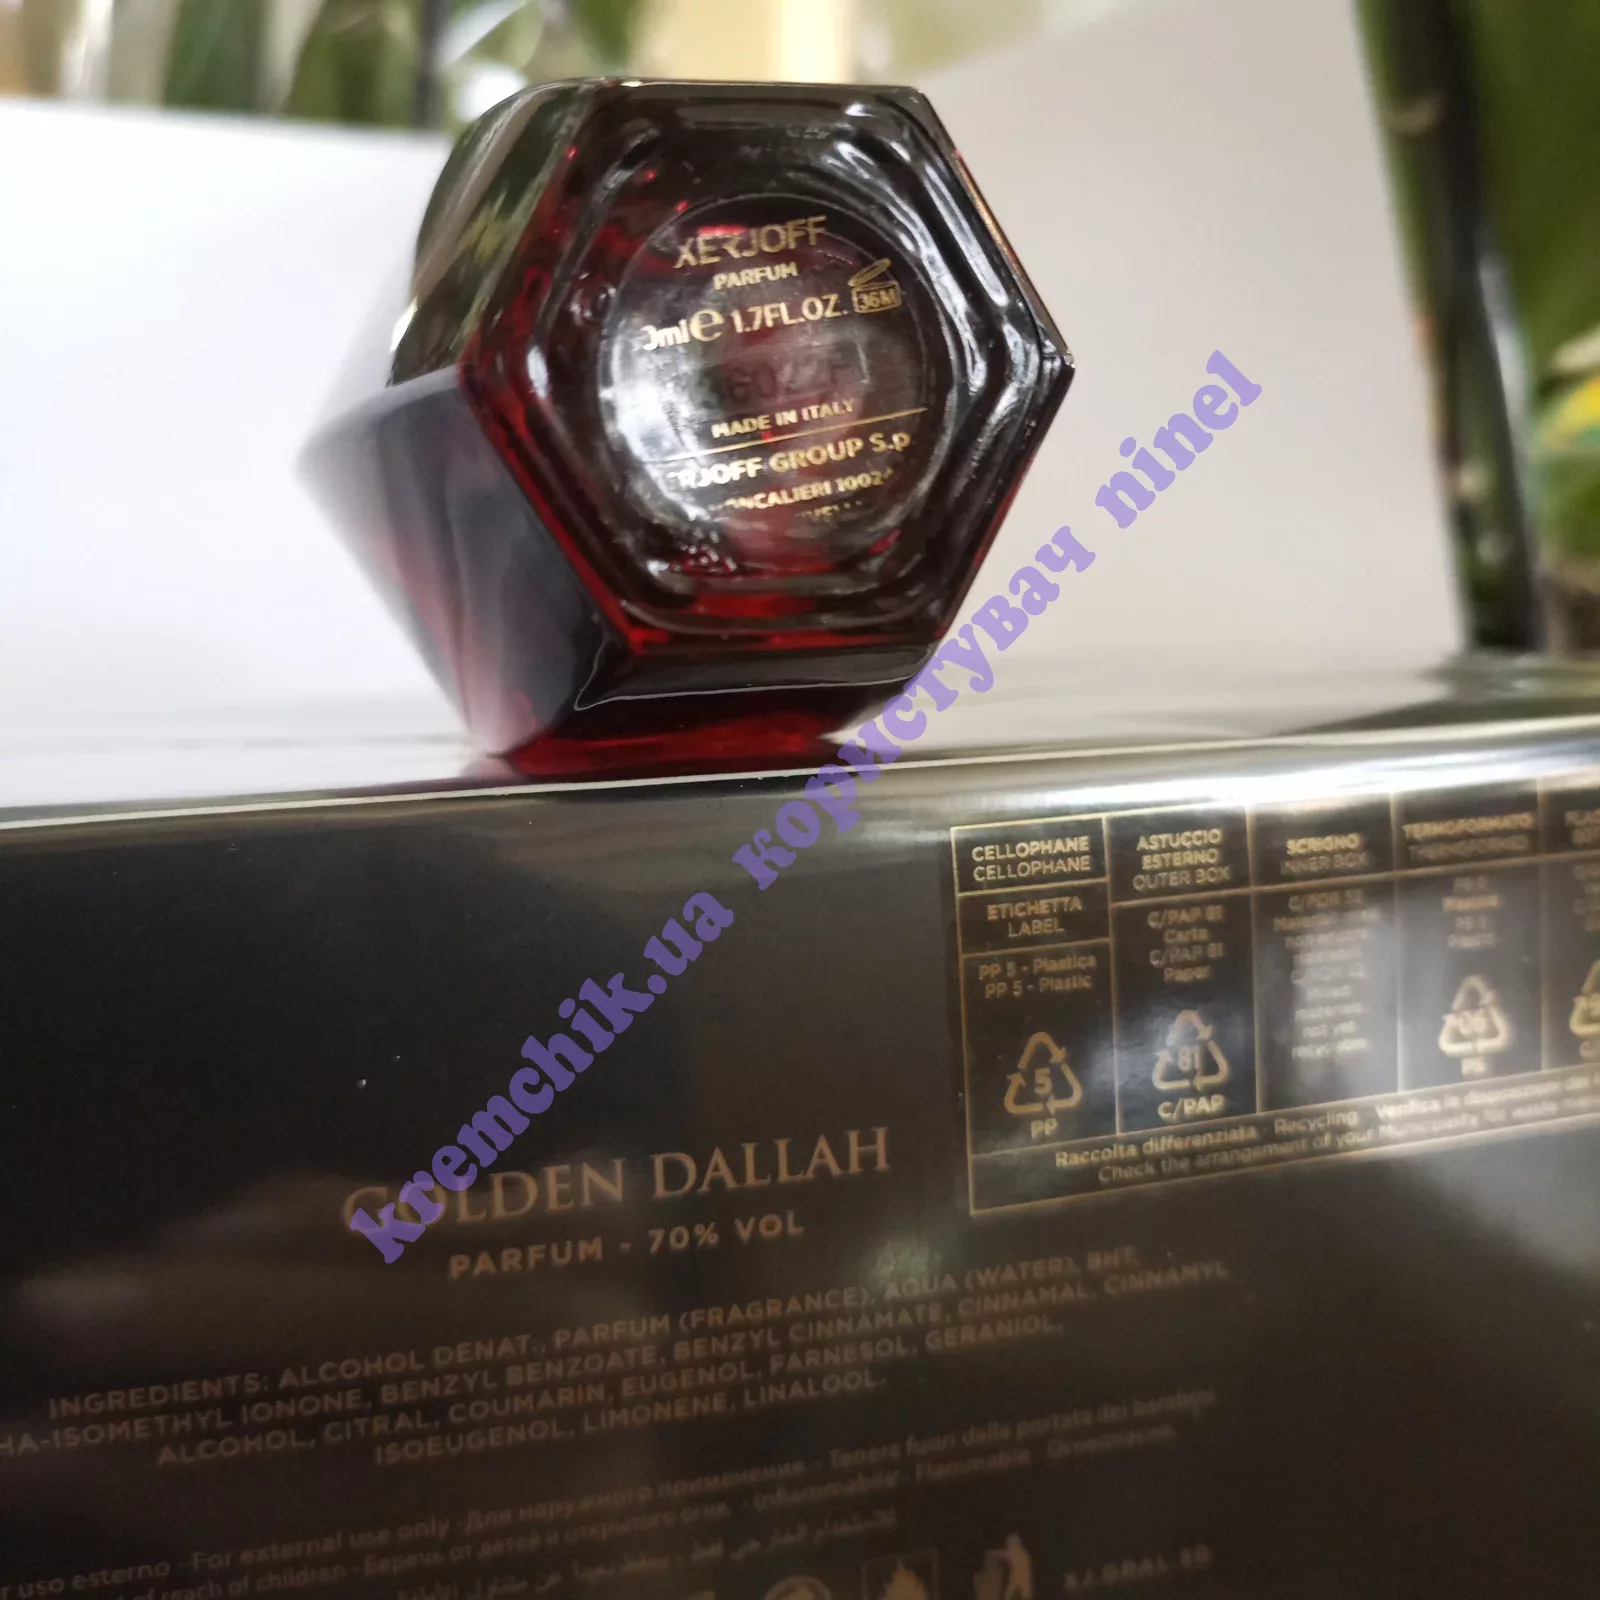 XERJOFF
PARFUM
0ml e 1.7FL.OZ. 36M
MADE IN ITALY
ERJOFF GROUP S.p
ONCALIERI 1002
kremchik.ua користувач ninel
CELLOPHANE
CELLOPHANE
ETICHETTA
LABEL
PP 5 - Plastica
PP 5 - Plastic
5
PP
ASTUCCIO
ESTERNO
OUTER BOX
C/PAP 81
Carta
C/PAP 81
Paper
81
C/PAP
SCRIGNO
INNER BOX
not yet
recyclable
TERMOFORMATO
THERMOFORMED
06
PS
Raccolta differenziata · Recycling · Verifica le disposizioni del
Check the arrangement of your Municipality for waste
GOLDEN DALLAH
PARFUM - 70% VOL
INGREDIENTS: ALCOHOL DENAT., PARFUM (FRAGRANCE), AQUA (WATER), BHT,
HA-ISOMETHYL IONONE, BENZYL BENZOATE, BENZYL CINNAMATE, CINNAMAL, CINNAMYL
ALCOHOL, CITRAL, COUMARIN, EUGENOL, FARNESOL, GERANIOL,
ISOEUGENOL, LIMONENE, LINALOOL.
r uso esterno - For external use only - Для наружного применения - Tenere fuori dalla portata dei bambini
t of reach of children - Беречь от детей и открытого огня. - Infiammabile - Flammable - Огнеопасно.